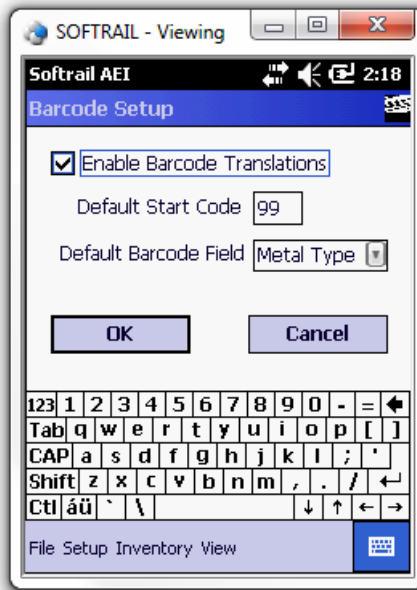 SOFTRAIL - Viewing
Softrail AEI 2:18
Barcode Setup
Enable Barcode Translations
Default Start Code 99
Default Barcode Field Metal Type
OK Cancel
123 1 2 3 4 5 6 7 8 9 0 - =
Tab q w e r t y u i o p [ ]
CAP a s d f g h j k l ; '
Shift z x c v b n m , . /
Ctl áü ` \
File Setup Inventory View